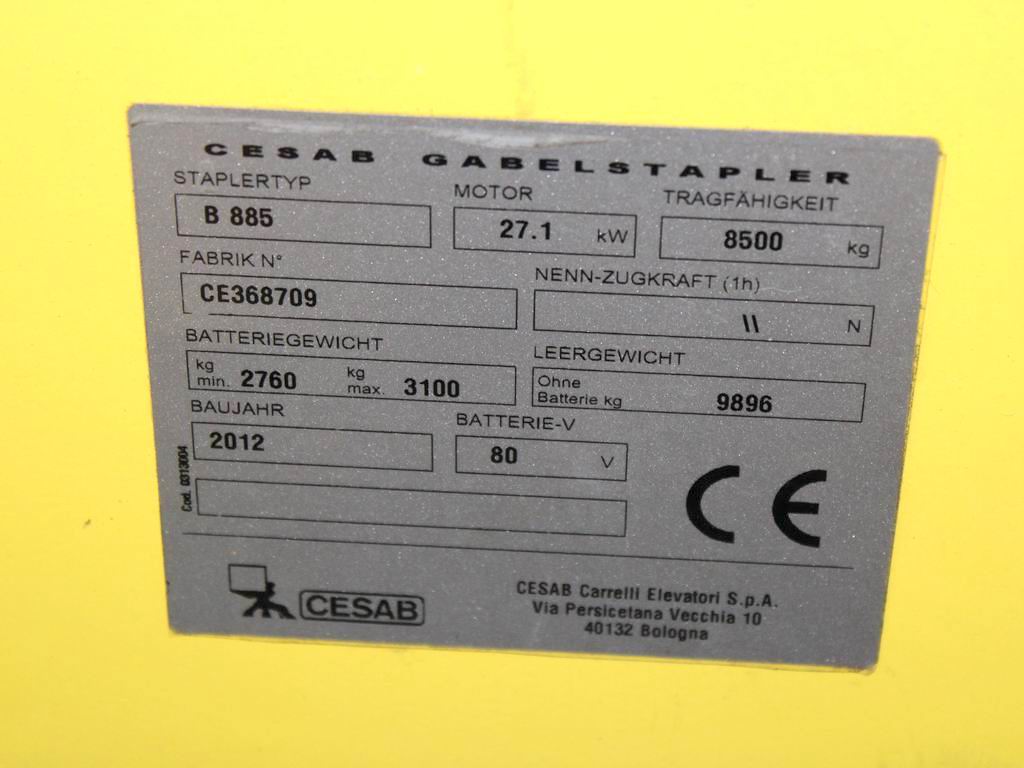 CESAB GABELSTAPLER
STAPLERTYP MOTOR TRAGFÄHIGKEIT
B 885 27.1 kW 8500 kg
FABRIK N° NENN-ZUGKRAFT (1h)
CE368709 \\ N
BATTERIEGEWICHT LEERGEWICHT
kg min. 2760 kg max. 3100 Ohne Batterie kg 9896
BAUJAHR BATTERIE-V
2012 80 V
Cod. 0313004
CE
CESAB
CESAB Carrelli Elevatori S.p.A.
Via Persicetana Vecchia 10
40132 Bologna